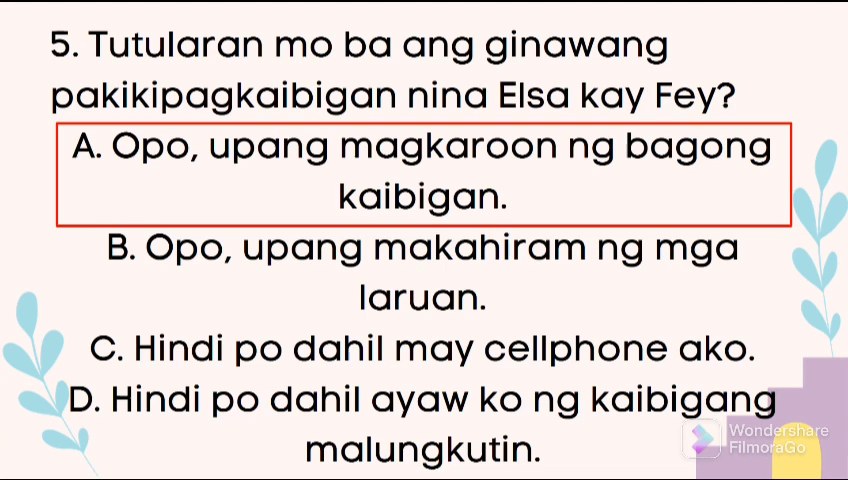 5. Tutularan mo ba ang ginawang
pakikipagkaibigan nina Elsa kay Fey?
A. Opo, upang magkaroon ng bagong
kaibigan.
B. Opo, upang makahiram ng mga
laruan.
C. Hindi po dahil may cellphone ako.
D. Hindi po dahil ayaw ko ng kaibigang
malungkutin.
Wondershare
FilmoraGo